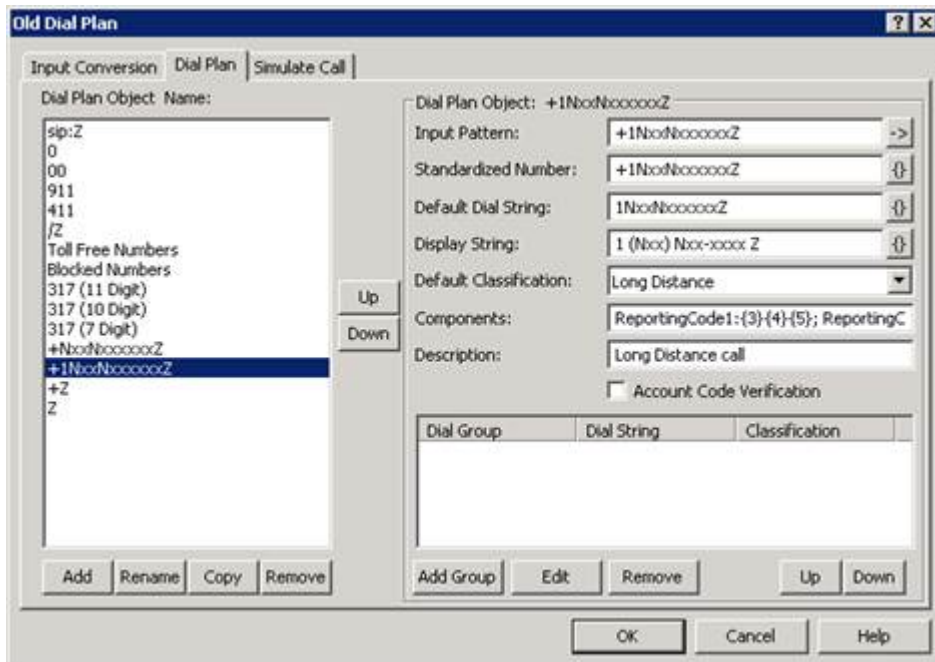 Old Dial Plan
Input Conversion Dial Plan Simulate Call
Dial Plan Object Name:
sip:Z
0
00
911
411
/Z
Toll Free Numbers
Blocked Numbers
317 (11 Digit)
317 (10 Digit)
317 (7 Digit)
+NxxNxxxxxxZ
+1NxxNxxxxxxZ
+Z
Z
Up
Down
Add Rename Copy Remove
Dial Plan Object: +1NxxNxxxxxxZ
Input Pattern: +1NxxNxxxxxxZ ->
Standardized Number: +1NxxNxxxxxxZ {}
Default Dial String: 1NxxNxxxxxxZ {}
Display String: 1 (Nxx) Nxx-xxxx Z {}
Default Classification: Long Distance
Components: ReportingCode1:{3}{4}{5}; ReportingC
Description: Long Distance call
Account Code Verification
Dial Group Dial String Classification
Add Group Edit Remove Up Down
OK Cancel Help